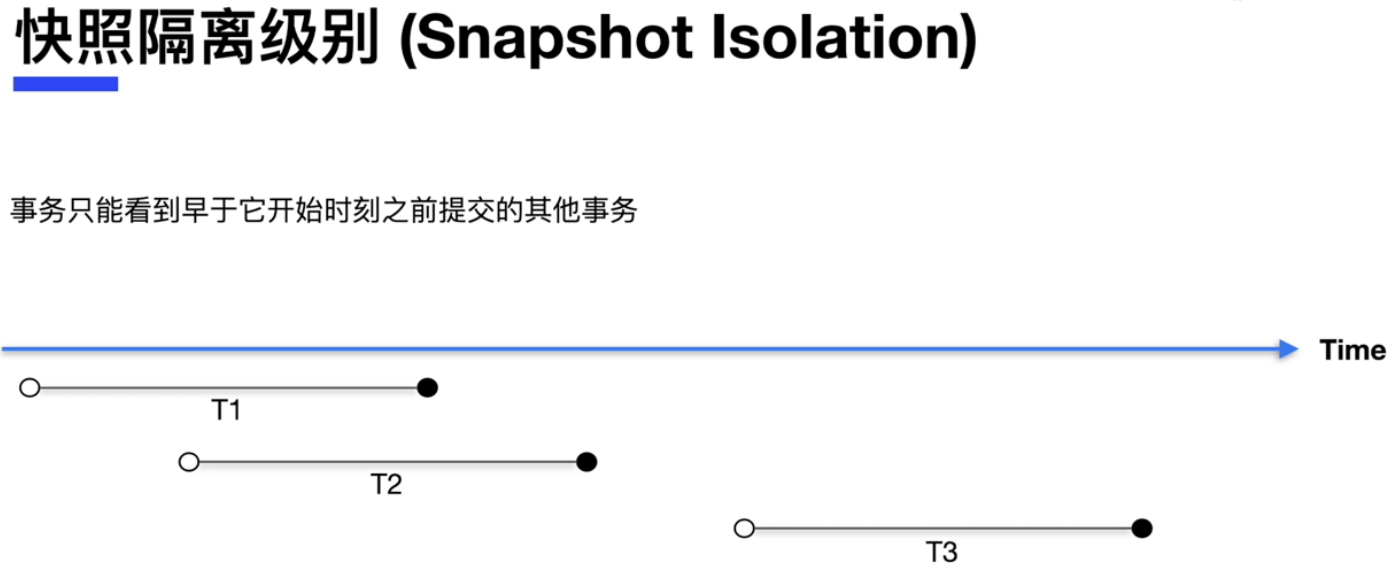 快照隔离级别 (Snapshot Isolation)
事务只能看到早于它开始时刻之前提交的其他事务
Time
T1
T2
T3